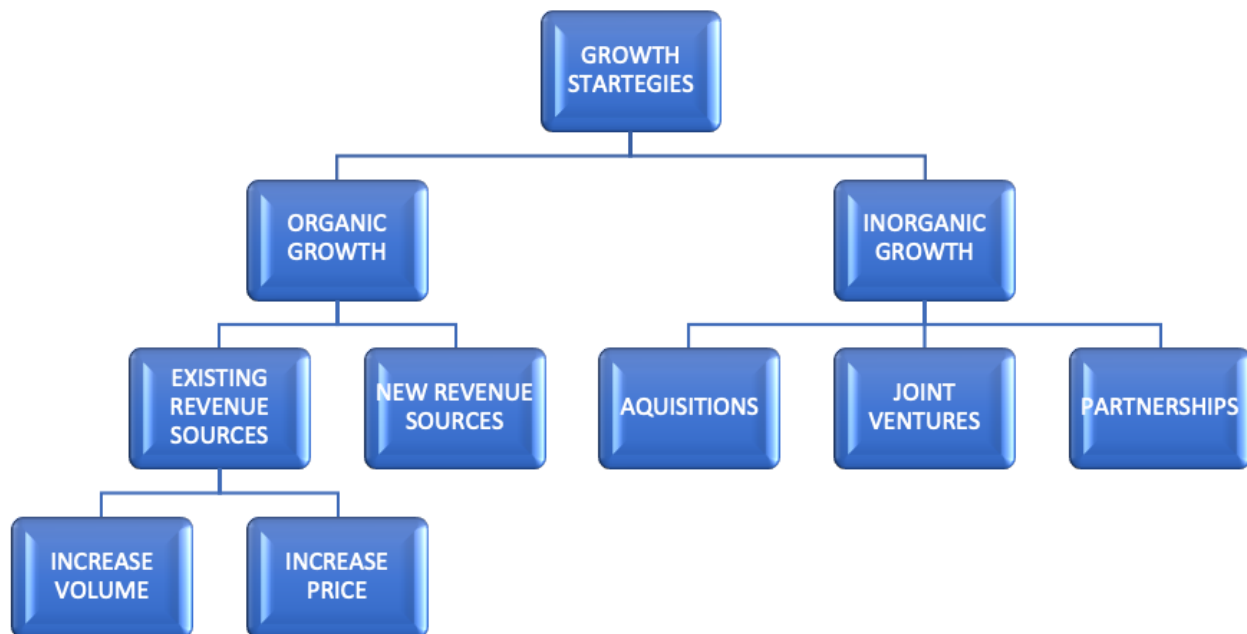 GROWTH
STARTEGIES
ORGANIC
GROWTH
INORGANIC
GROWTH
EXISTING
REVENUE
SOURCES
NEW REVENUE
SOURCES
AQUISITIONS
JOINT
VENTURES
PARTNERSHIPS
INCREASE
VOLUME
INCREASE
PRICE